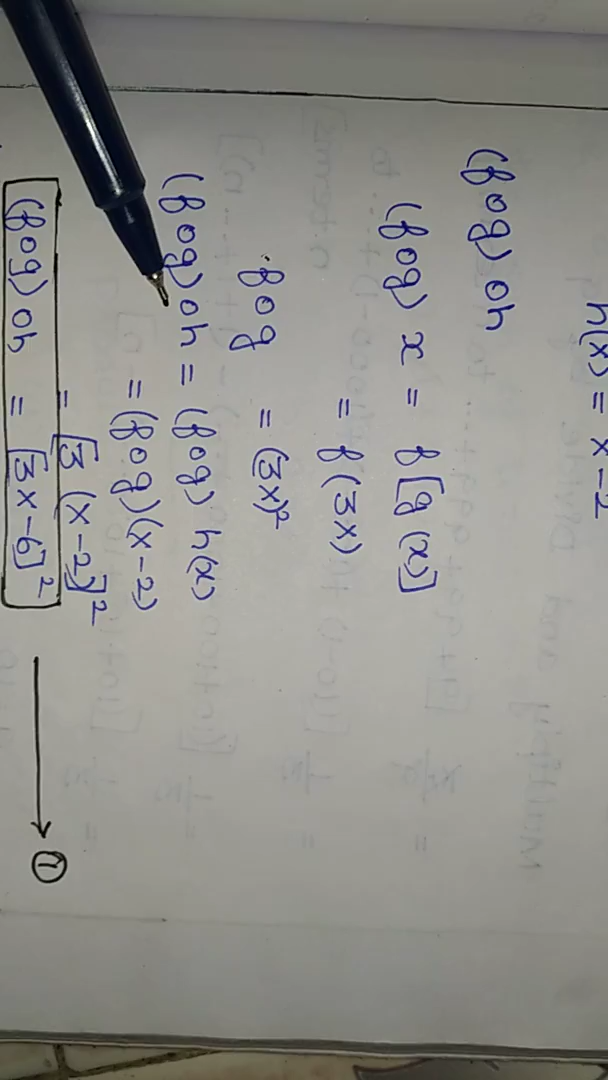 h(x) = x-2
(fog) oh
(fog) x = f[g(x)]
= f(3x)
fog = (3x)²
(fog) oh = (fog) h(x)
= (fog)(x-2)
= [3(x-2)]²
(fog) oh = [3x-6]² → ①